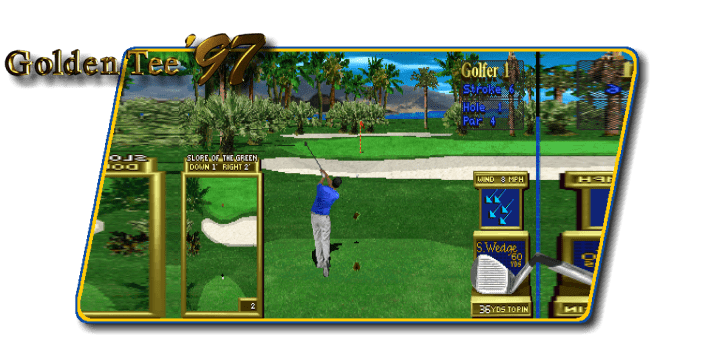 Golden Tee '97
Golfer 1
Stroke 4
Hole 1
Par 4
SLOPE OF THE GREEN
DOWN 1' RIGHT 2'
WIND 8 MPH
S. Wedge
60
YDS
36 YDS TO PIN
2